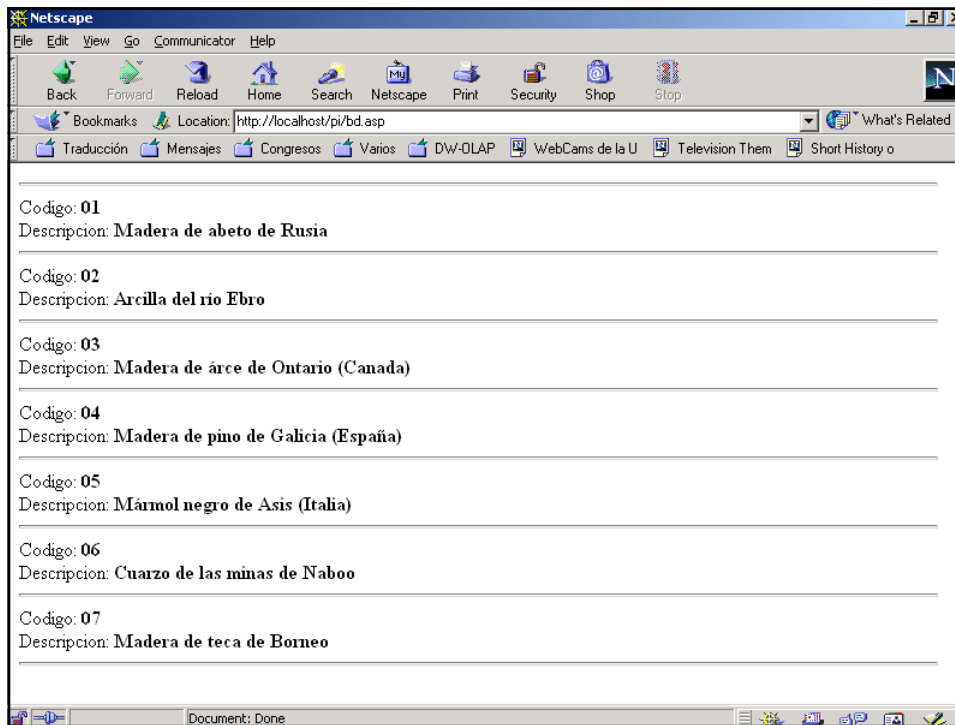 Netscape
File Edit View Go Communicator Help
Back Forward Reload Home Search Netscape Print Security Shop Stop
My
N
Bookmarks Location: http://localhost/pi/bd.asp What's Related
Traducción Mensajes Congresos Varios DW-OLAP WebCams de la U Television Them Short History o
Codigo: 01
Descripcion: Madera de abeto de Rusia
Codigo: 02
Descripcion: Arcilla del río Ebro
Codigo: 03
Descripcion: Madera de árce de Ontario (Canada)
Codigo: 04
Descripcion: Madera de pino de Galicia (España)
Codigo: 05
Descripcion: Mármol negro de Asis (Italia)
Codigo: 06
Descripcion: Cuarzo de las minas de Naboo
Codigo: 07
Descripcion: Madera de teca de Borneo
Document: Done